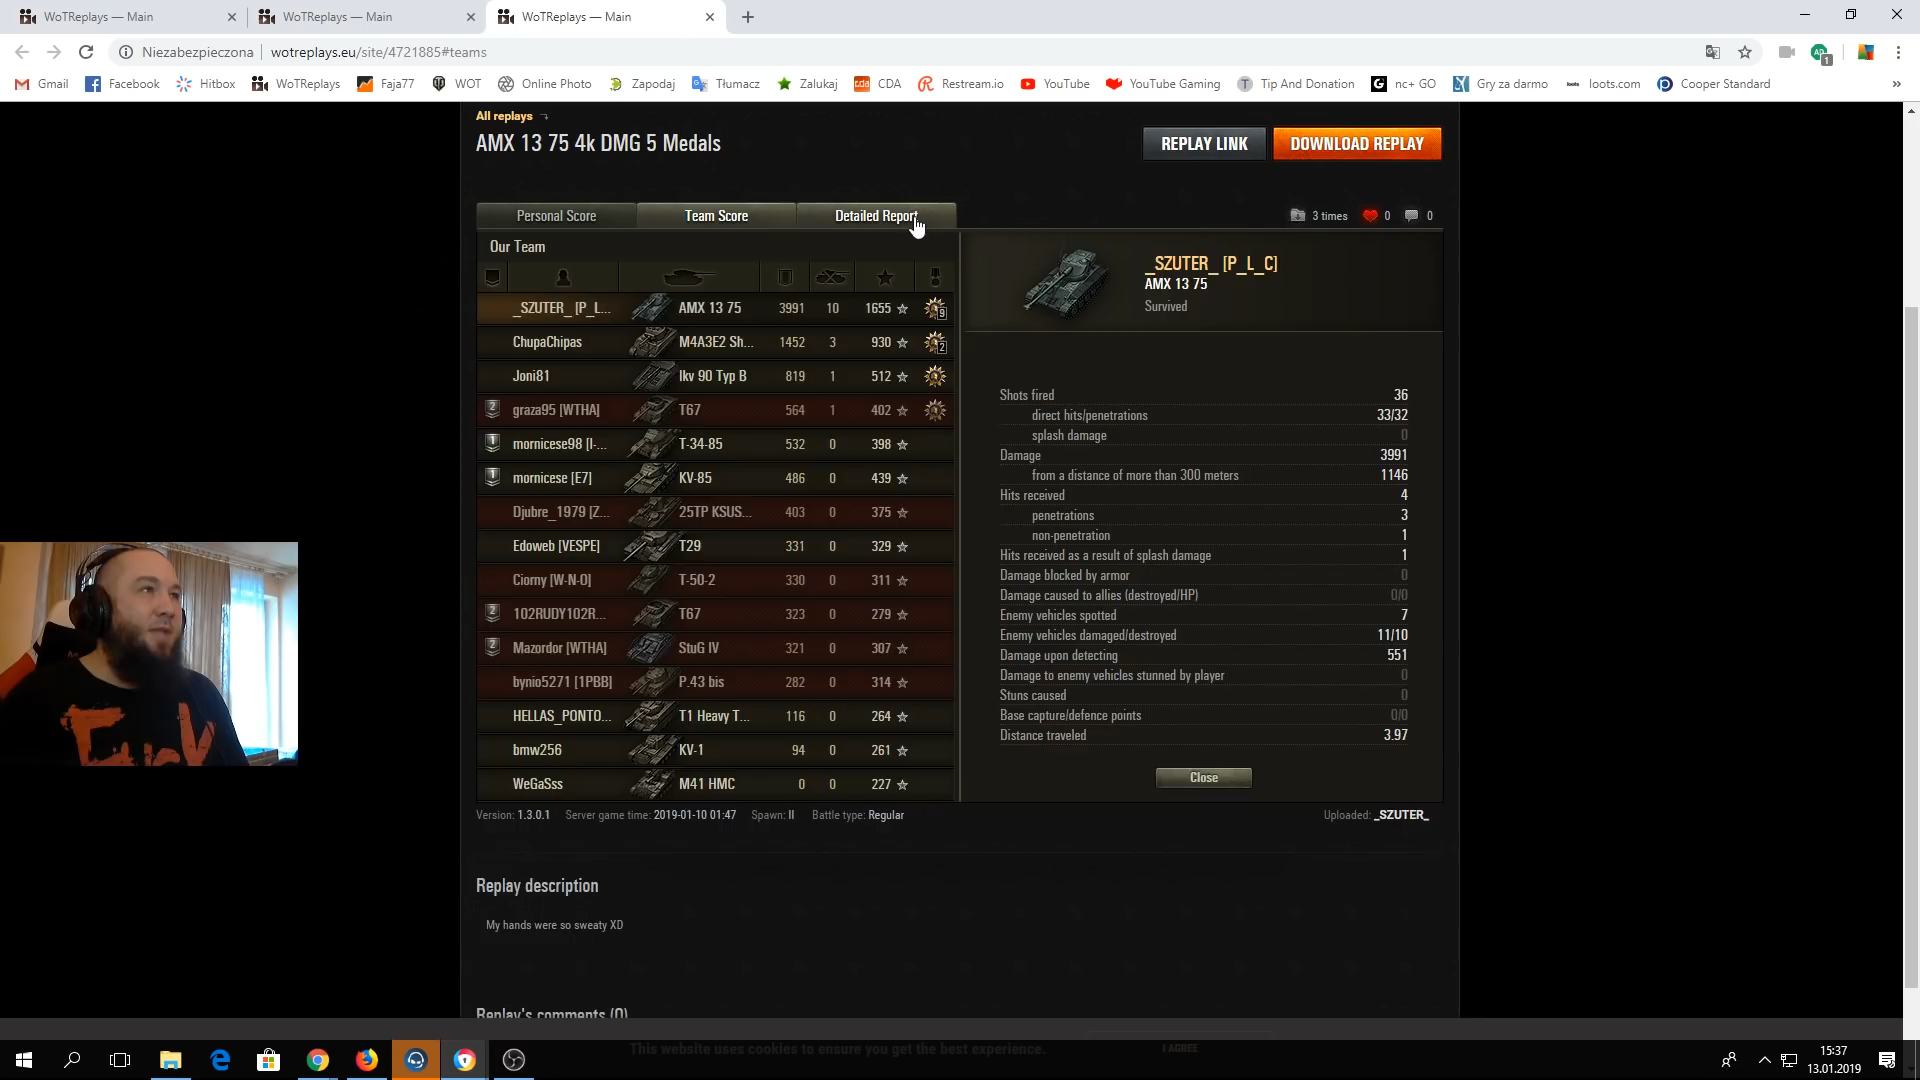 WoTReplays — Main
WoTReplays — Main
WoTReplays — Main
Niezabezpieczona | wotreplays.eu/site/4721885#teams
Gmail Facebook Hitbox WoTReplays Faja77 WOT Online Photo Zapodaj Tłumacz Zalukaj CDA Restream.io YouTube YouTube Gaming Tip And Donation nc+ GO Gry za darmo loots.com Cooper Standard »
All replays
AMX 13 75 4k DMG 5 Medals
REPLAY LINK DOWNLOAD REPLAY
Personal Score Team Score Detailed Report 3 times 0 0
Our Team
_SZUTER_ [P_L... AMX 13 75 3991 10 1655 9
ChupaChipas M4A3E2 Sh... 1452 3 930 2
Joni81 Ikv 90 Typ B 819 1 512
2 graza95 [WTHA] T67 564 1 402
1 mornicese98 [I-... T-34-85 532 0 398
1 mornicese [E7] KV-85 486 0 439
Djubre_1979 [Z... 25TP KSUS... 403 0 375
Edoweb [VESPE] T29 331 0 329
Ciorny [W-N-O] T-50-2 330 0 311
2 102RUDY102R... T67 323 0 279
2 Mazordor [WTHA] StuG IV 321 0 307
bynio5271 [1PBB] P.43 bis 282 0 314
HELLAS_PONTO... T1 Heavy T... 116 0 264
bmw256 KV-1 94 0 261
WeGaSss M41 HMC 0 0 227
_SZUTER_ [P_L_C]
AMX 13 75
Survived
Shots fired 36
direct hits/penetrations 33/32
splash damage 0
Damage 3991
from a distance of more than 300 meters 1146
Hits received 4
penetrations 3
non-penetration 1
Hits received as a result of splash damage 1
Damage blocked by armor 0
Damage caused to allies (destroyed/HP) 0/0
Enemy vehicles spotted 7
Enemy vehicles damaged/destroyed 11/10
Damage upon detecting 551
Damage to enemy vehicles stunned by player 0
Stuns caused 0
Base capture/defence points 0/0
Distance traveled 3.97
Close
Version: 1.3.0.1 Server game time: 2019-01-10 01:47 Spawn: II Battle type: Regular Uploaded: _SZUTER_
Replay description
My hands were so sweaty XD
Replay's comments (0)
This website uses cookies to ensure you get the best experience. I AGREE
15:37
13.01.2019